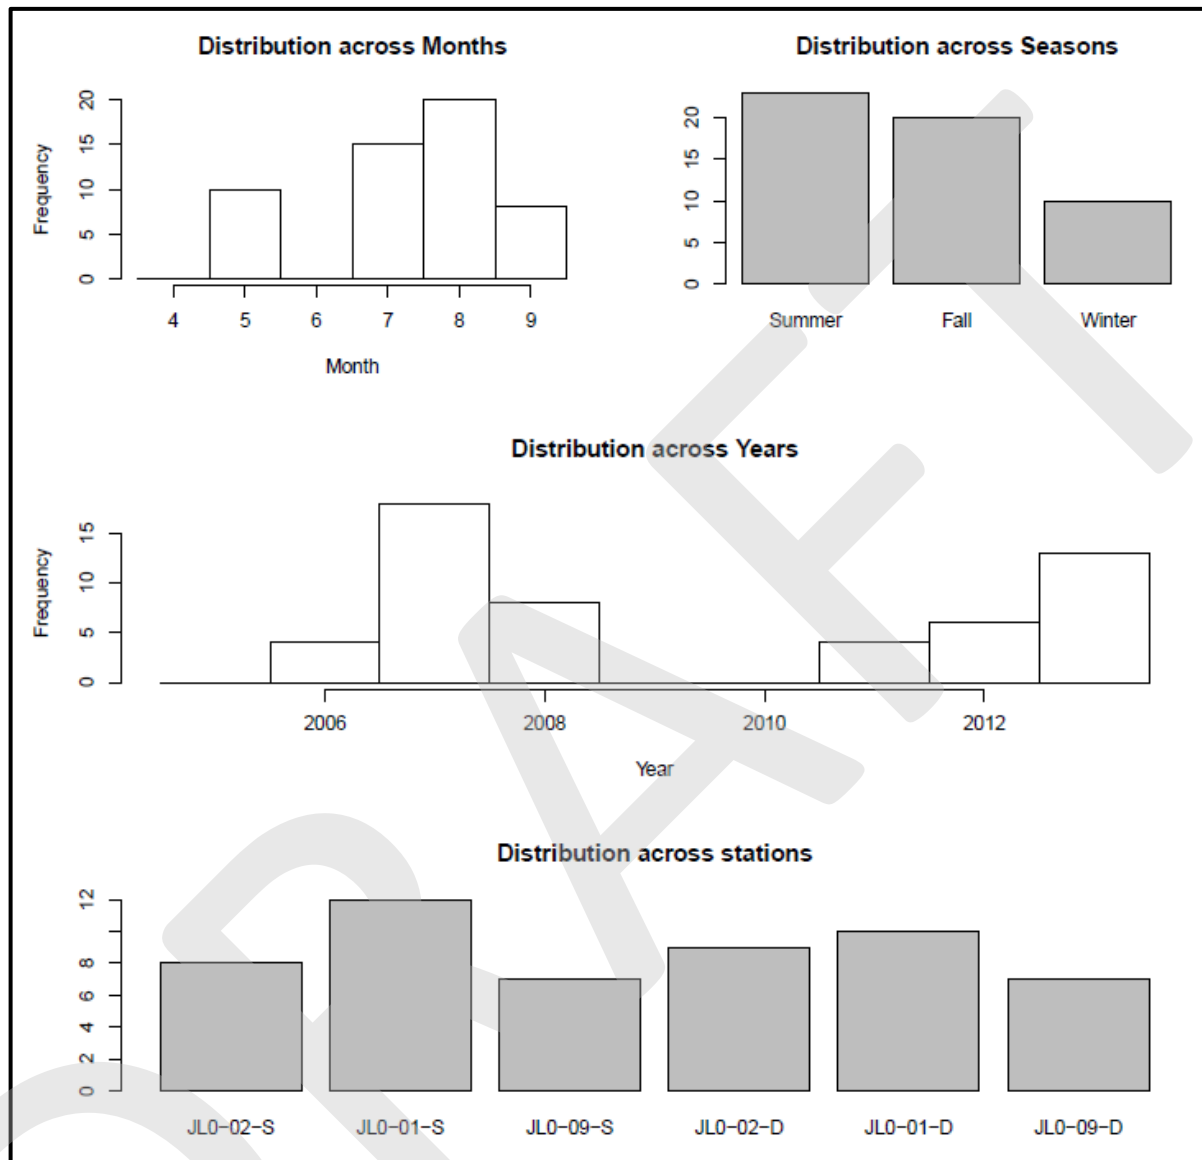 Distribution across Months
Frequency
0 5 10 15 20
4 5 6 7 8 9
Month
Distribution across Seasons
0 5 10 15 20
Summer Fall Winter
Distribution across Years
Frequency
0 5 10 15
2006 2008 2010 2012
Year
Distribution across stations
0 2 4 6 8 12
JL0-02-S JL0-01-S JL0-09-S JL0-02-D JL0-01-D JL0-09-D
DRAFT